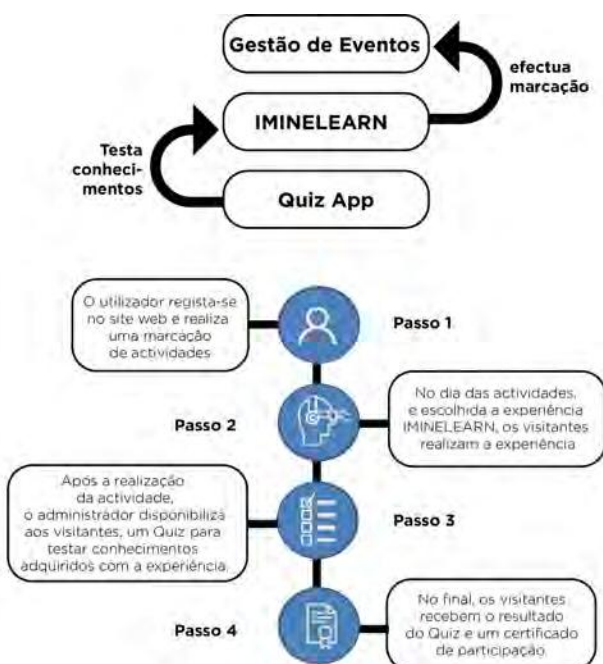 Gestão de Eventos
efectua
marcação
IMINELEARN
Testa
conheci-
mentos
Quiz App
O utilizador regista-se
no site web e realiza
uma marcação
de actividades
Passo 1
Passo 2
No dia das actividades,
e escolhida a experiência
IMINELEARN, os visitantes
realizam a experiência
Após a realização
da actividade,
o administrador disponibiliza
aos visitantes, um Quiz para
testar conhecimentos
adquiridos com a experiência.
Passo 3
Passo 4
No final, os visitantes
recebem o resultado
do Quiz e um certificado
de participação.